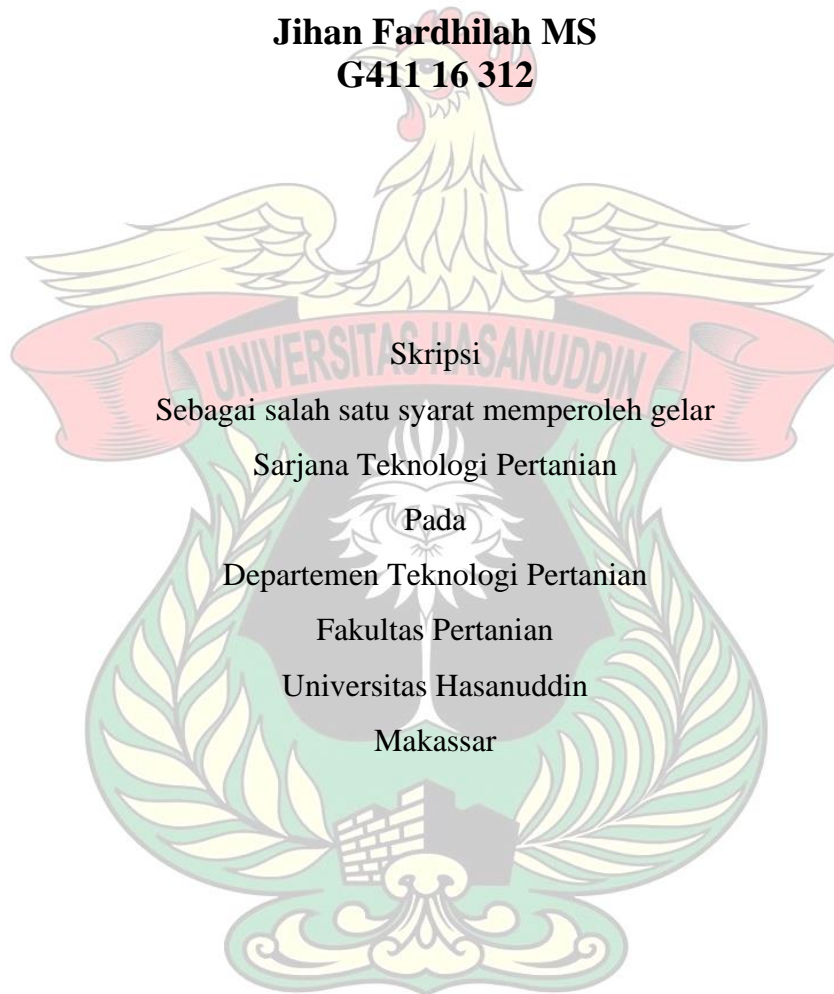 Jihan Fardhilah MS
G411 16 312
UNIVERSITAS HASANUDDIN
Skripsi
Sebagai salah satu syarat memperoleh gelar
Sarjana Teknologi Pertanian
Pada
Departemen Teknologi Pertanian
Fakultas Pertanian
Universitas Hasanuddin
Makassar